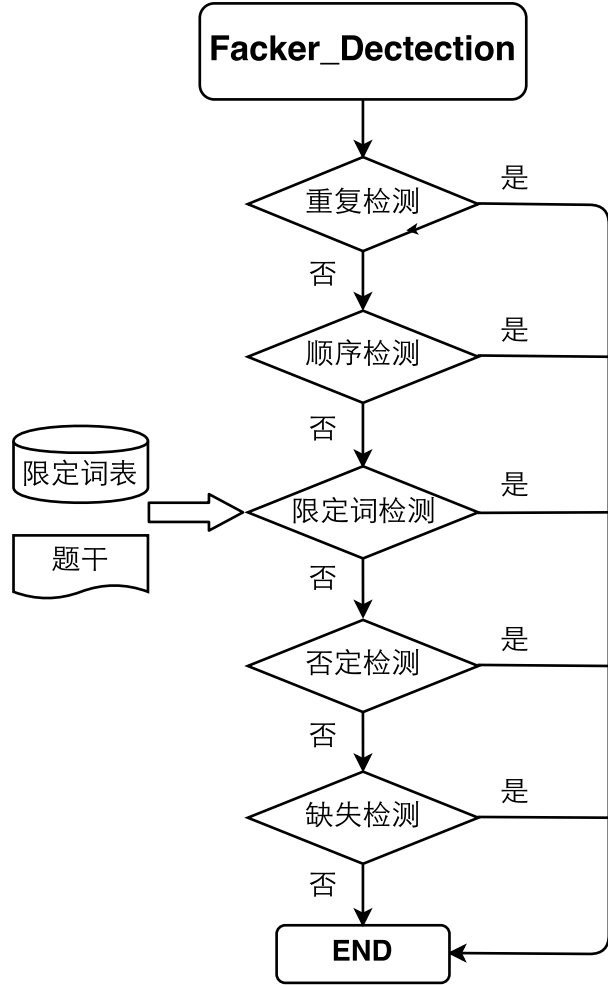 Facker_Dectection
重复检测
是
否
顺序检测
是
否
限定词表
题干
限定词检测
是
否
否定检测
是
否
缺失检测
是
否
END